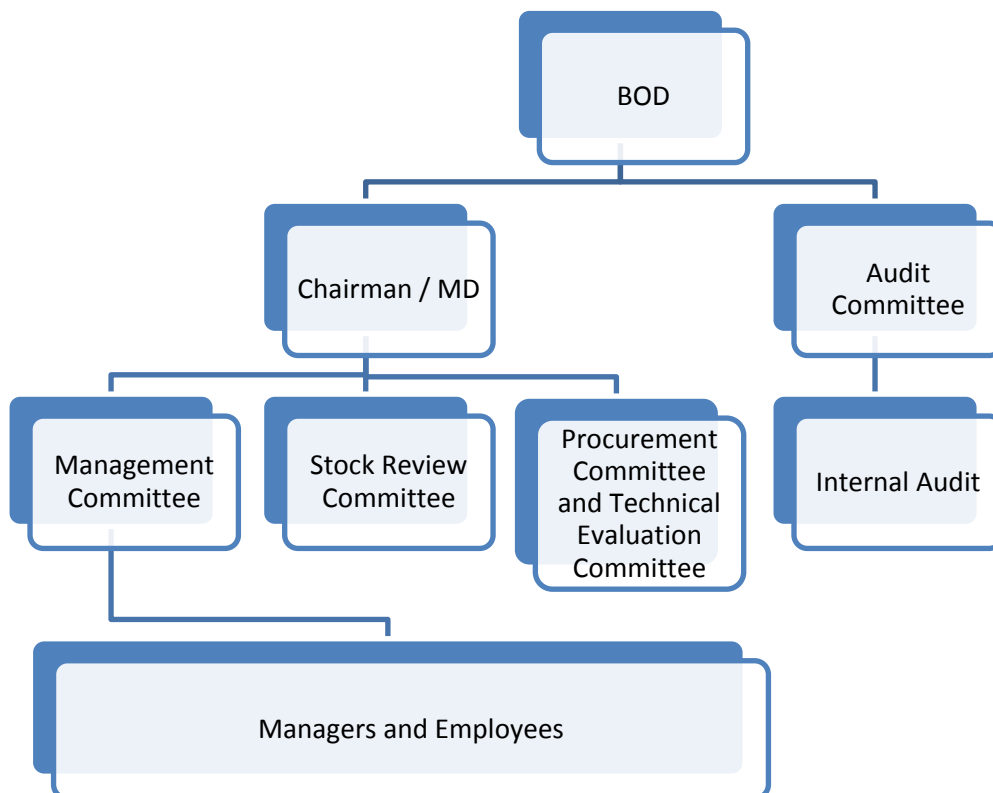 BOD
Chairman / MD
Audit
Committee
Management
Committee
Stock Review
Committee
Procurement
Committee
and Technical
Evaluation
Committee
Internal Audit
Managers and Employees